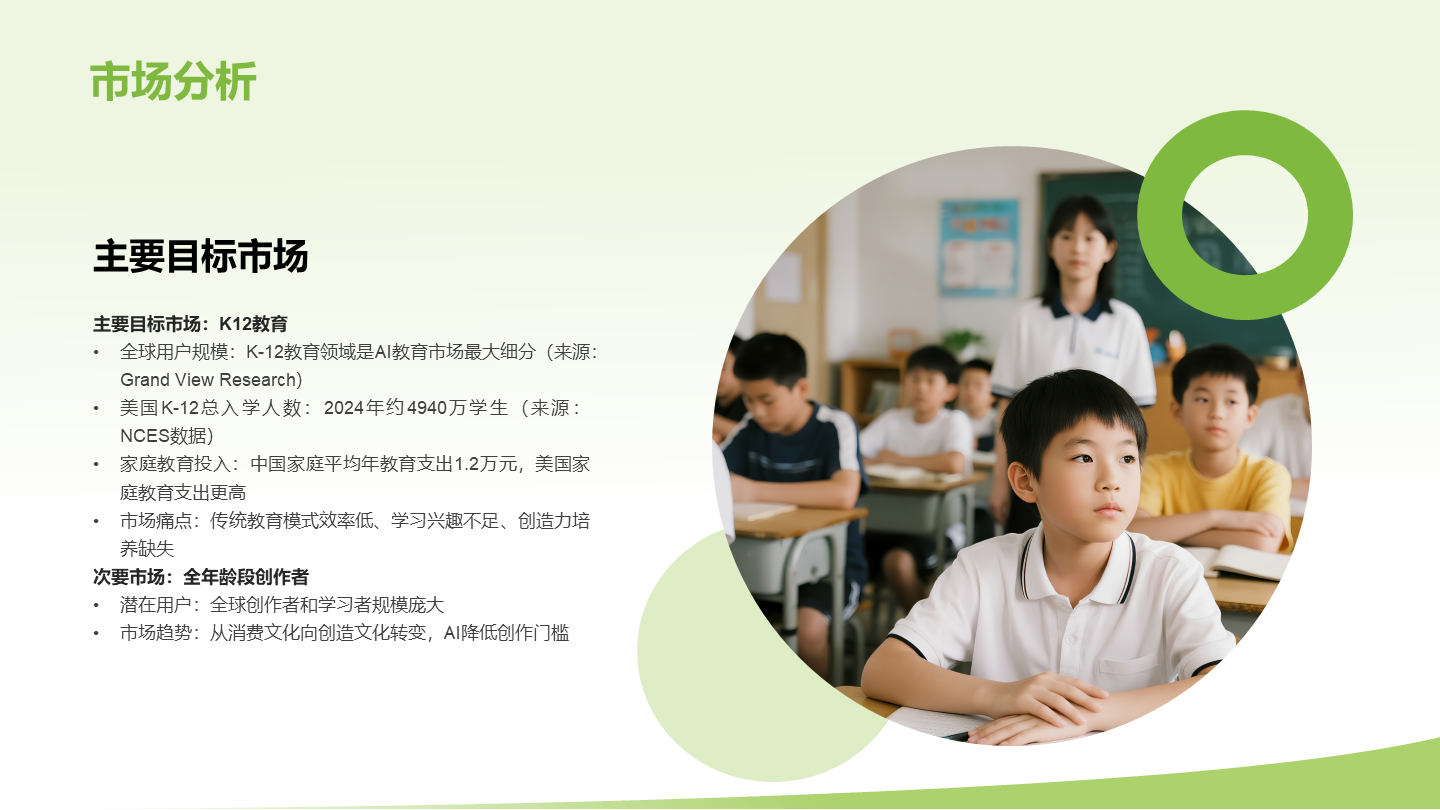 市场分析
主要目标市场
主要目标市场：K12教育
• 全球用户规模：K-12教育领域是AI教育市场最大细分（来源：
Grand View Research）
• 美国K-12总入学人数：2024年约4940万学生（来源：
NCES数据）
• 家庭教育投入：中国家庭平均年教育支出1.2万元，美国家
庭教育支出更高
• 市场痛点：传统教育模式效率低、学习兴趣不足、创造力培
养缺失
次要市场：全年龄段创作者
• 潜在用户：全球创作者和学习者规模庞大
• 市场趋势：从消费文化向创造文化转变，AI降低创作门槛